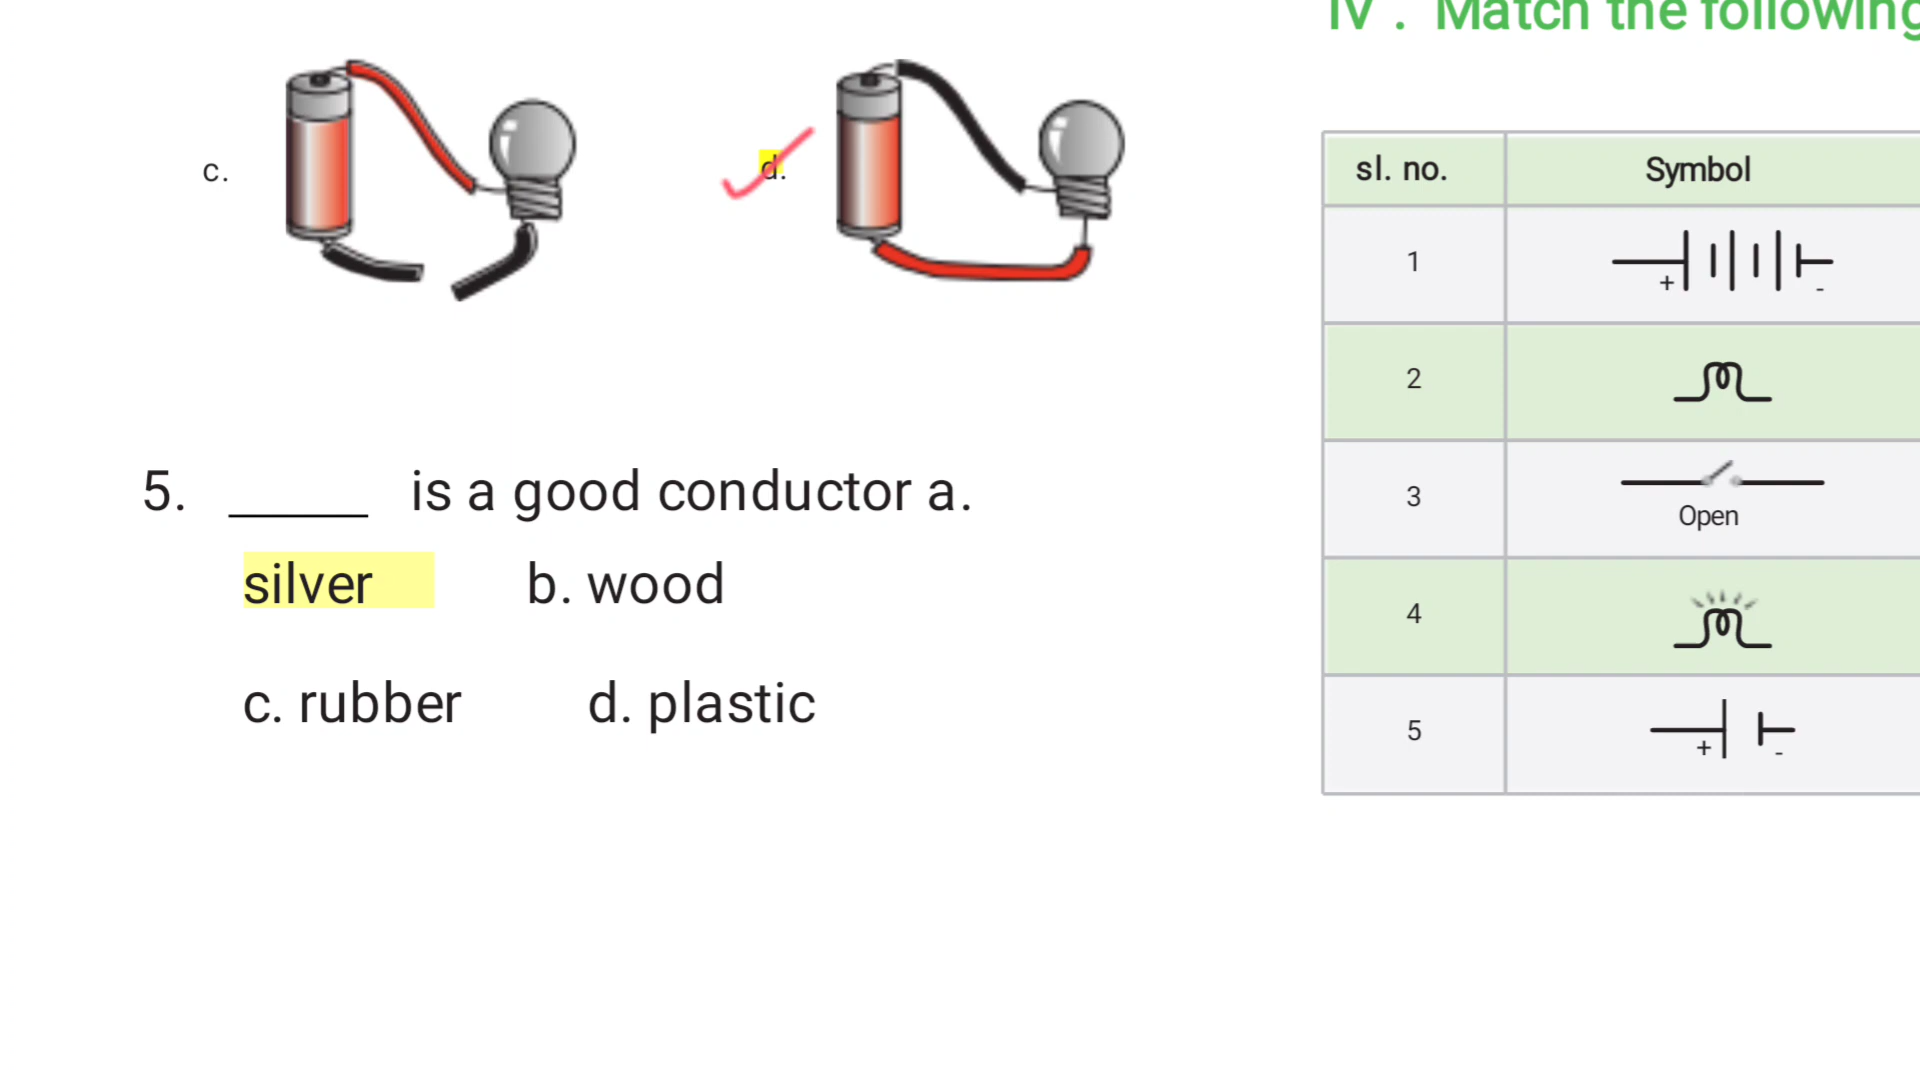 c.
d.
5. ______ is a good conductor a.
silver b. wood
c. rubber d. plastic
IV . Match the following
sl. no. Symbol
1 + -
2
3 Open
4
5 + -